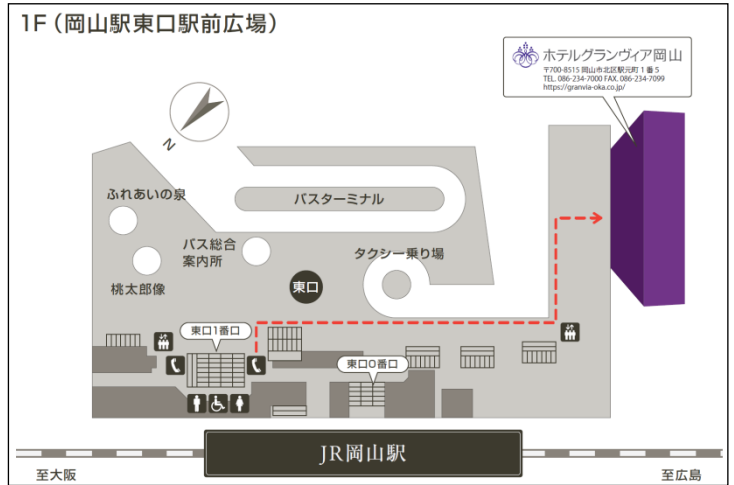 1F（岡山駅東口駅前広場）
ホテルグランヴィア岡山
〒700-8515 岡山市北区駅元町1番5
TEL. 086-234-7000 FAX. 086-234-7099
https://granvia-oka.co.jp/
N
ふれあいの泉
バスターミナル
バス総合
案内所
タクシー乗り場
桃太郎像
東口
東口1番口
東口0番口
JR岡山駅
至大阪
至広島